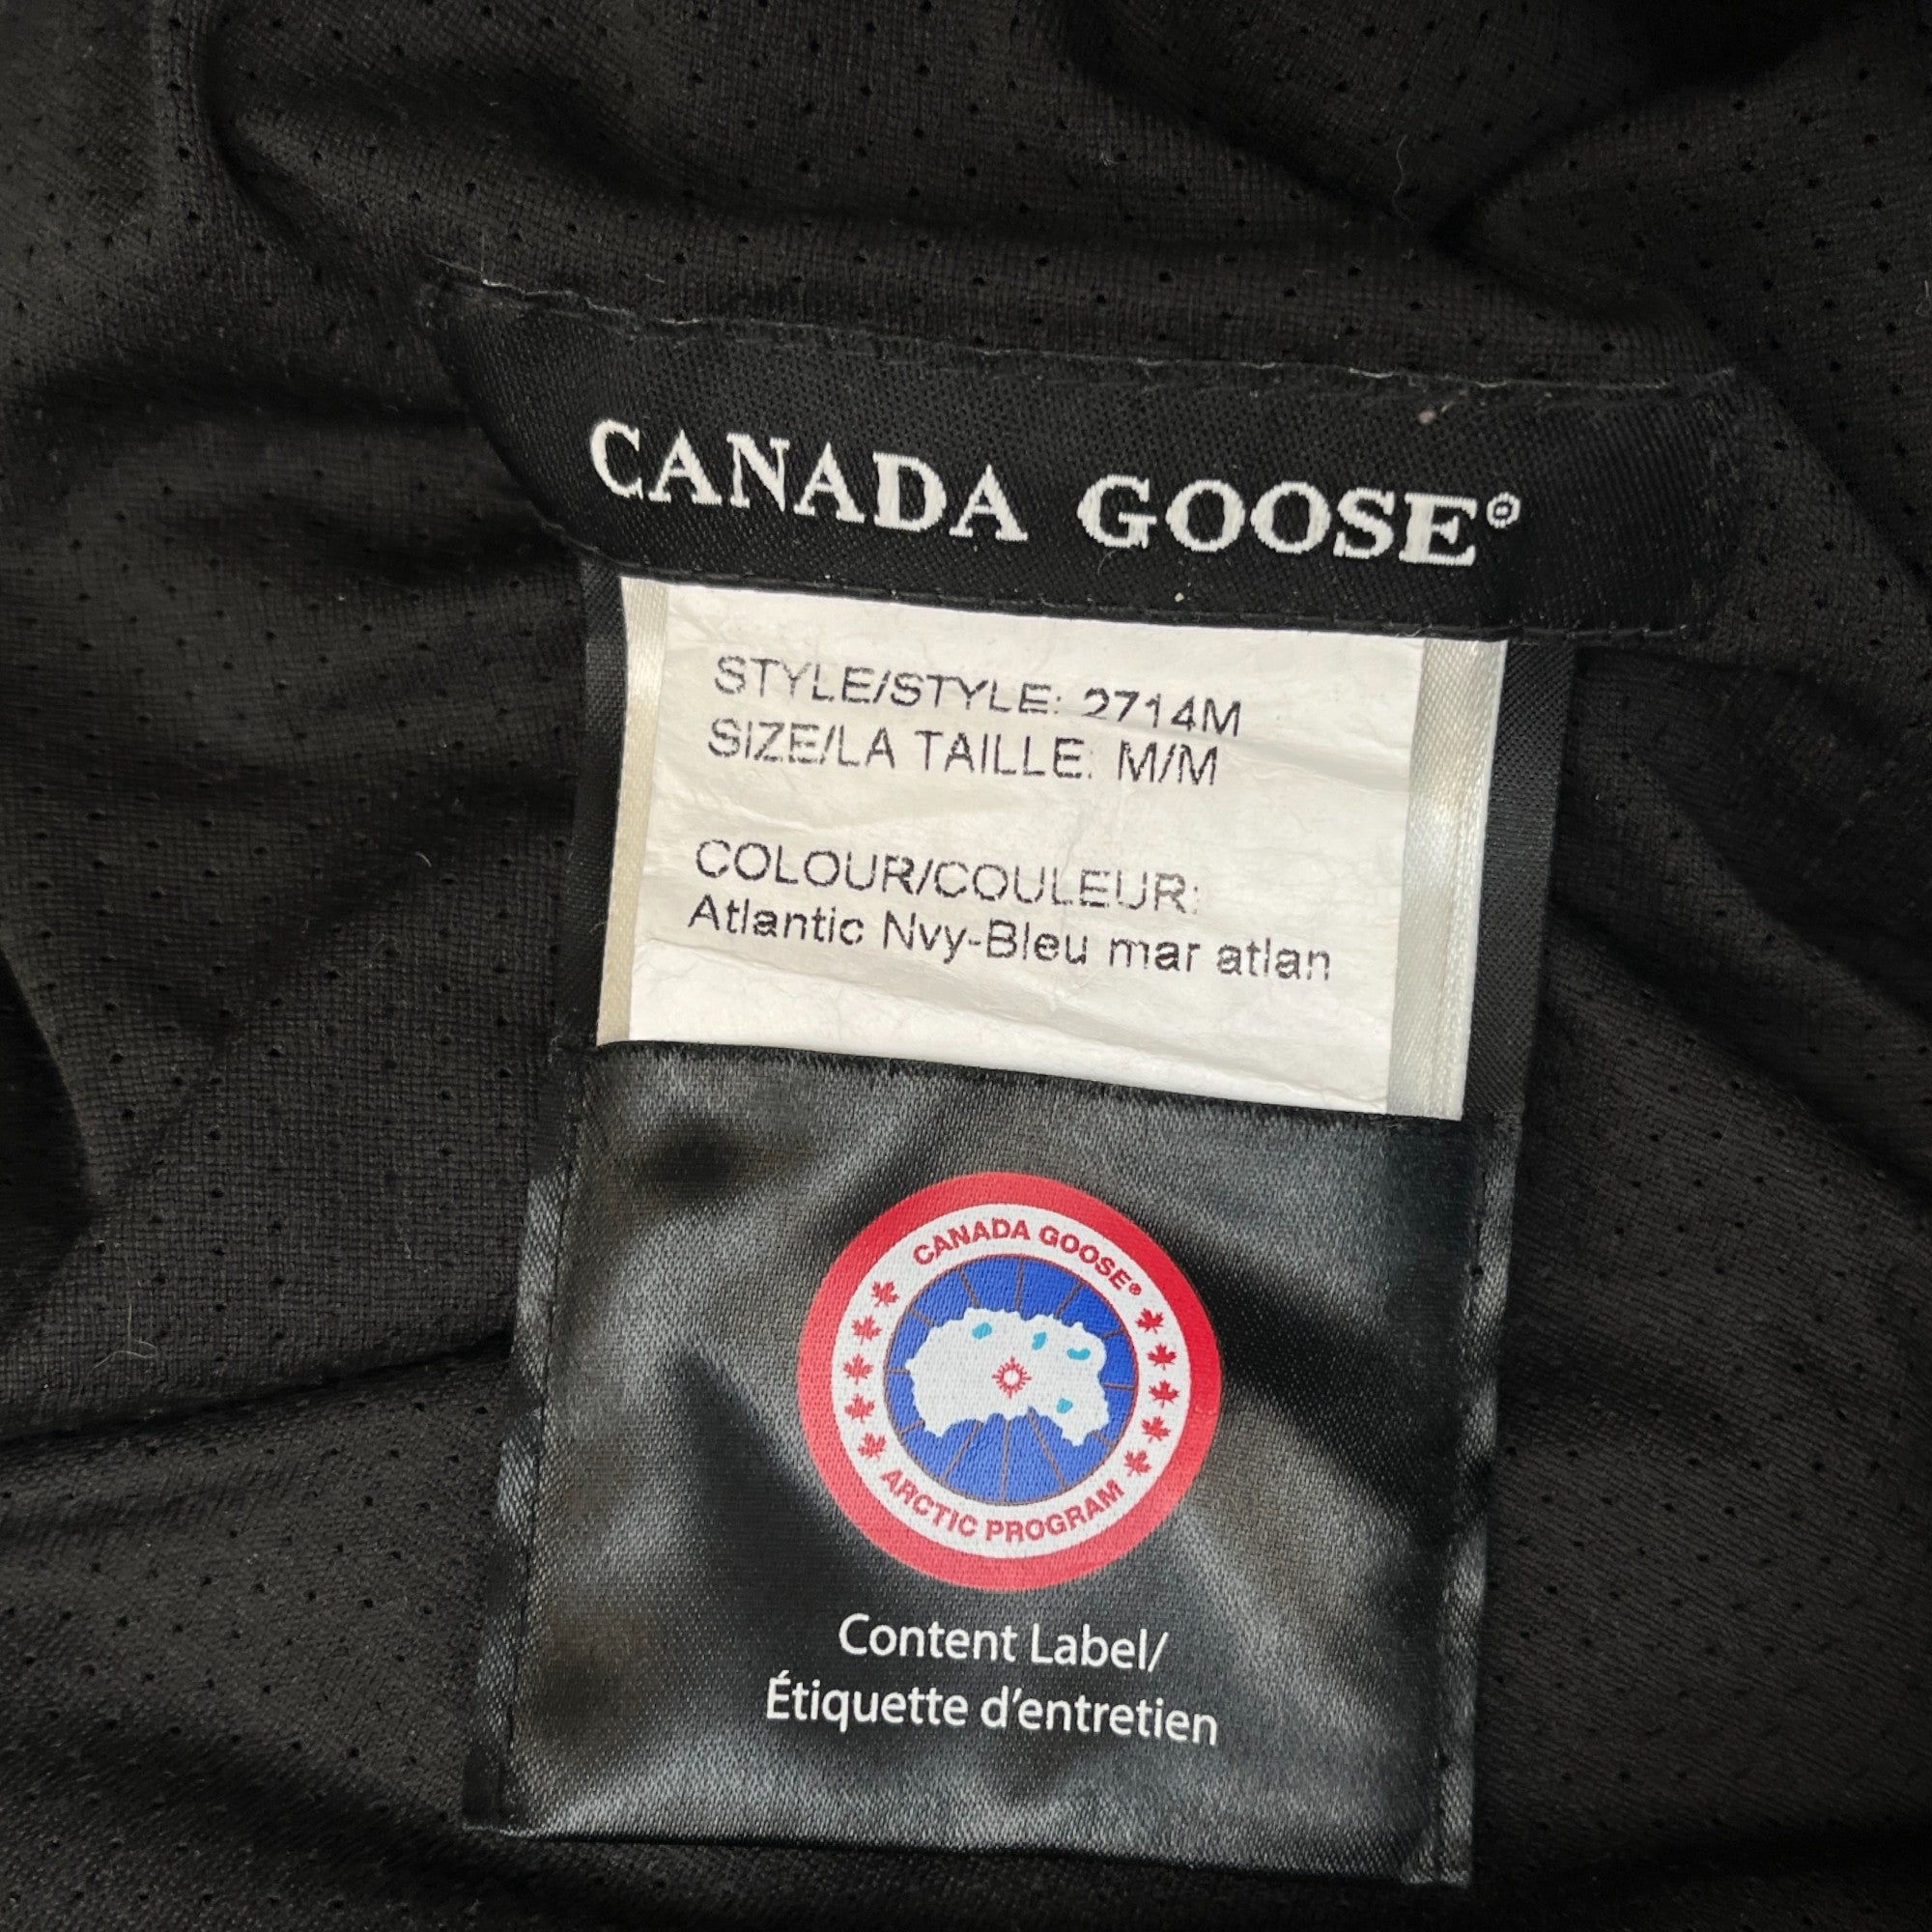 CANADA GOOSE®
STYLE/STYLE: 2714M
SIZE/LA TAILLE: M/M
COLOUR/COULEUR:
Atlantic Nvy-Bleu mar atlan
CANADA GOOSE®
ARCTIC PROGRAM
Content Label/
Étiquette d'entretien